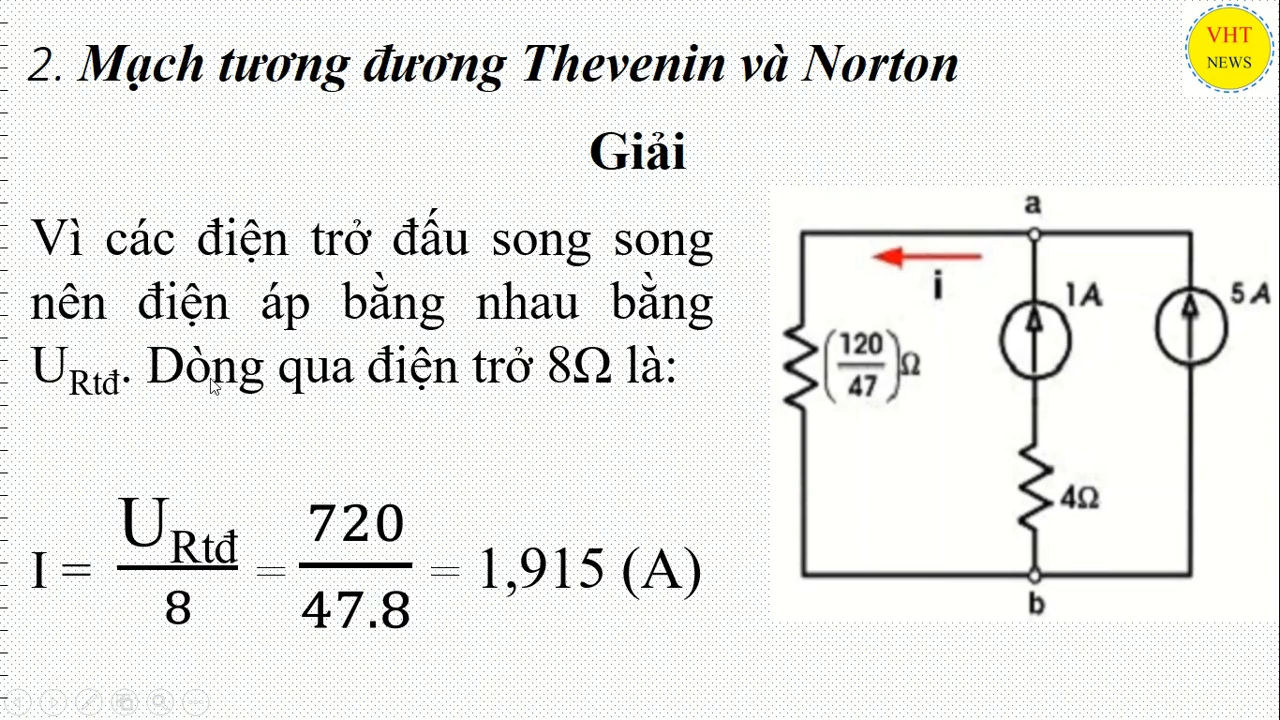 VHT
NEWS
2. Mạch tương đương Thevenin và Norton
Giải
Vì các điện trở đấu song song
nên điện áp bằng nhau bằng
URtđ. Dòng qua điện trở 8Ω là:
I = URtđ/8 = 720/47.8 = 1,915 (A)
a
i
1A
5 A
(120/47)Ω
4Ω
b